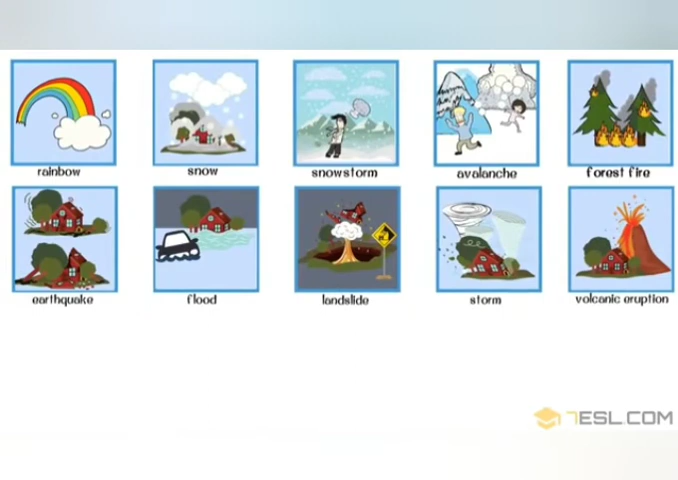 rainbow
snow
snowstorm
avalanche
forest fire
earthquake
flood
landslide
storm
volcanic eruption
7ESL.COM